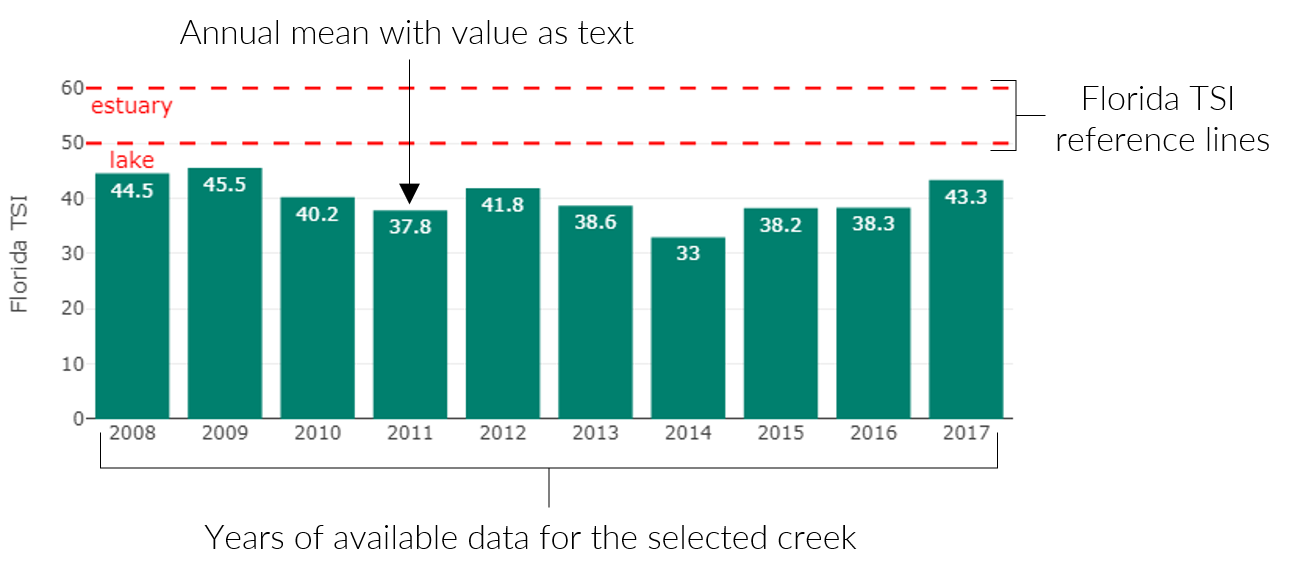 Annual mean with value as text
60
estuary
Florida TSI
reference lines
50
lake
40
30
20
10
0
Florida TSI
44.5
45.5
40.2
37.8
41.8
38.6
33
38.2
38.3
43.3
2008 2009 2010 2011 2012 2013 2014 2015 2016 2017
Years of available data for the selected creek